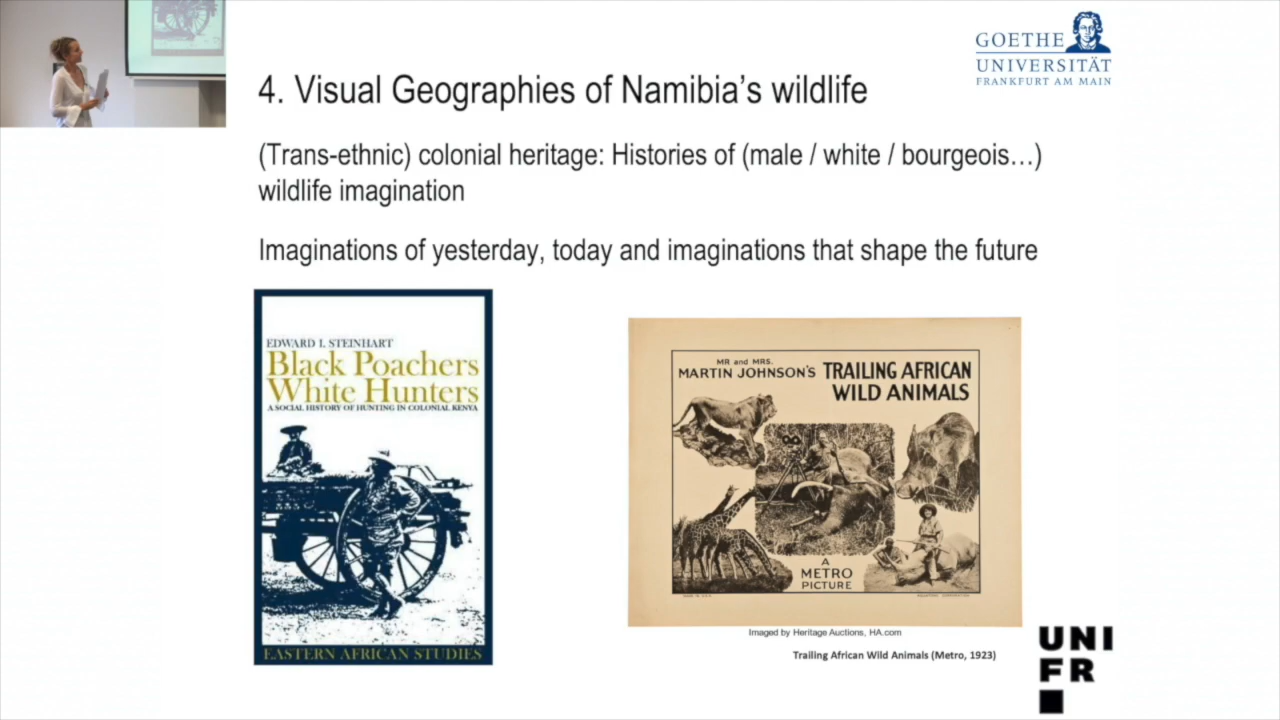 GOETHE
UNIVERSITÄT
FRANKFURT AM MAIN
4. Visual Geographies of Namibia's wildlife
(Trans-ethnic) colonial heritage: Histories of (male / white / bourgeois…)
wildlife imagination
Imaginations of yesterday, today and imaginations that shape the future
EDWARD I. STEINHART
Black Poachers
White Hunters
A SOCIAL HISTORY OF HUNTING IN COLONIAL KENYA
EASTERN AFRICAN STUDIES
MR and MRS.
MARTIN JOHNSON'S TRAILING AFRICAN
WILD ANIMALS
A
METRO
PICTURE
Imaged by Heritage Auctions, HA.com
Trailing African Wild Animals (Metro, 1923)
UNI
FR